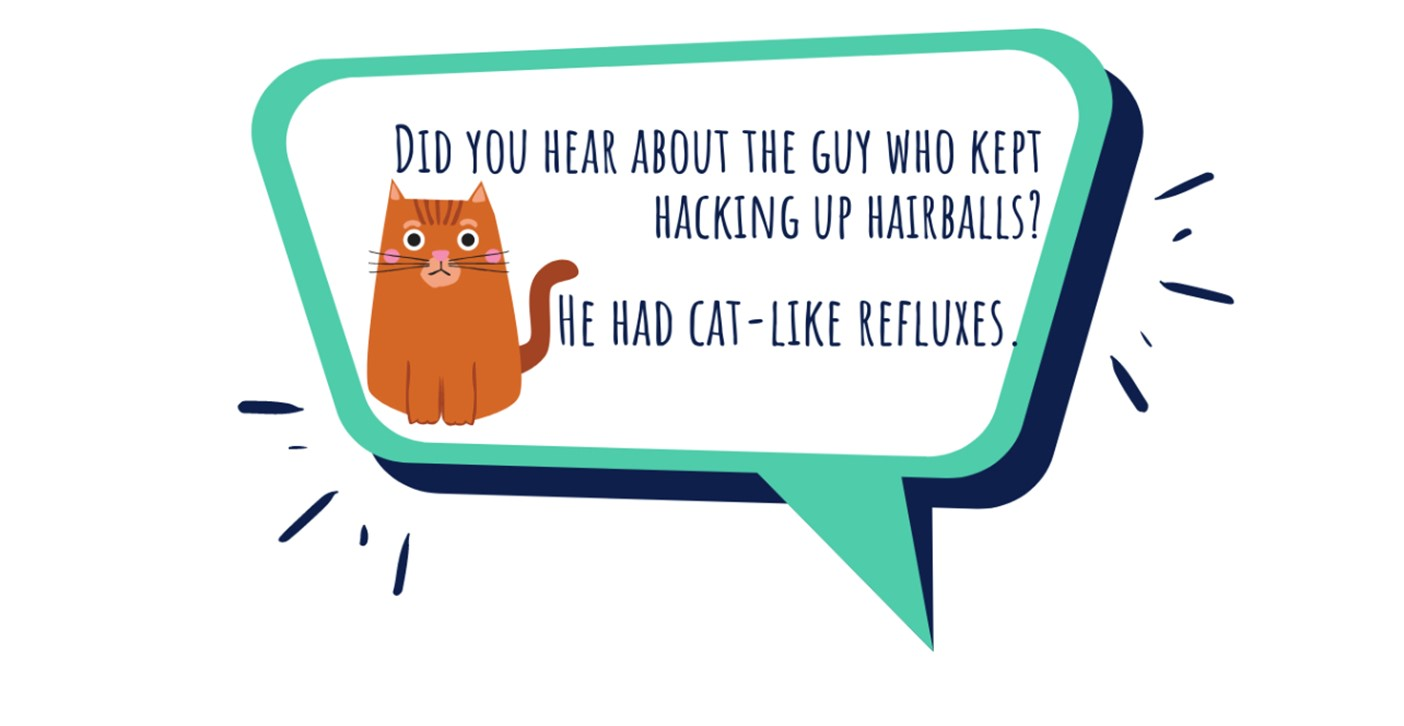 Did you hear about the guy who kept
hacking up hairballs?
He had cat-like refluxes.